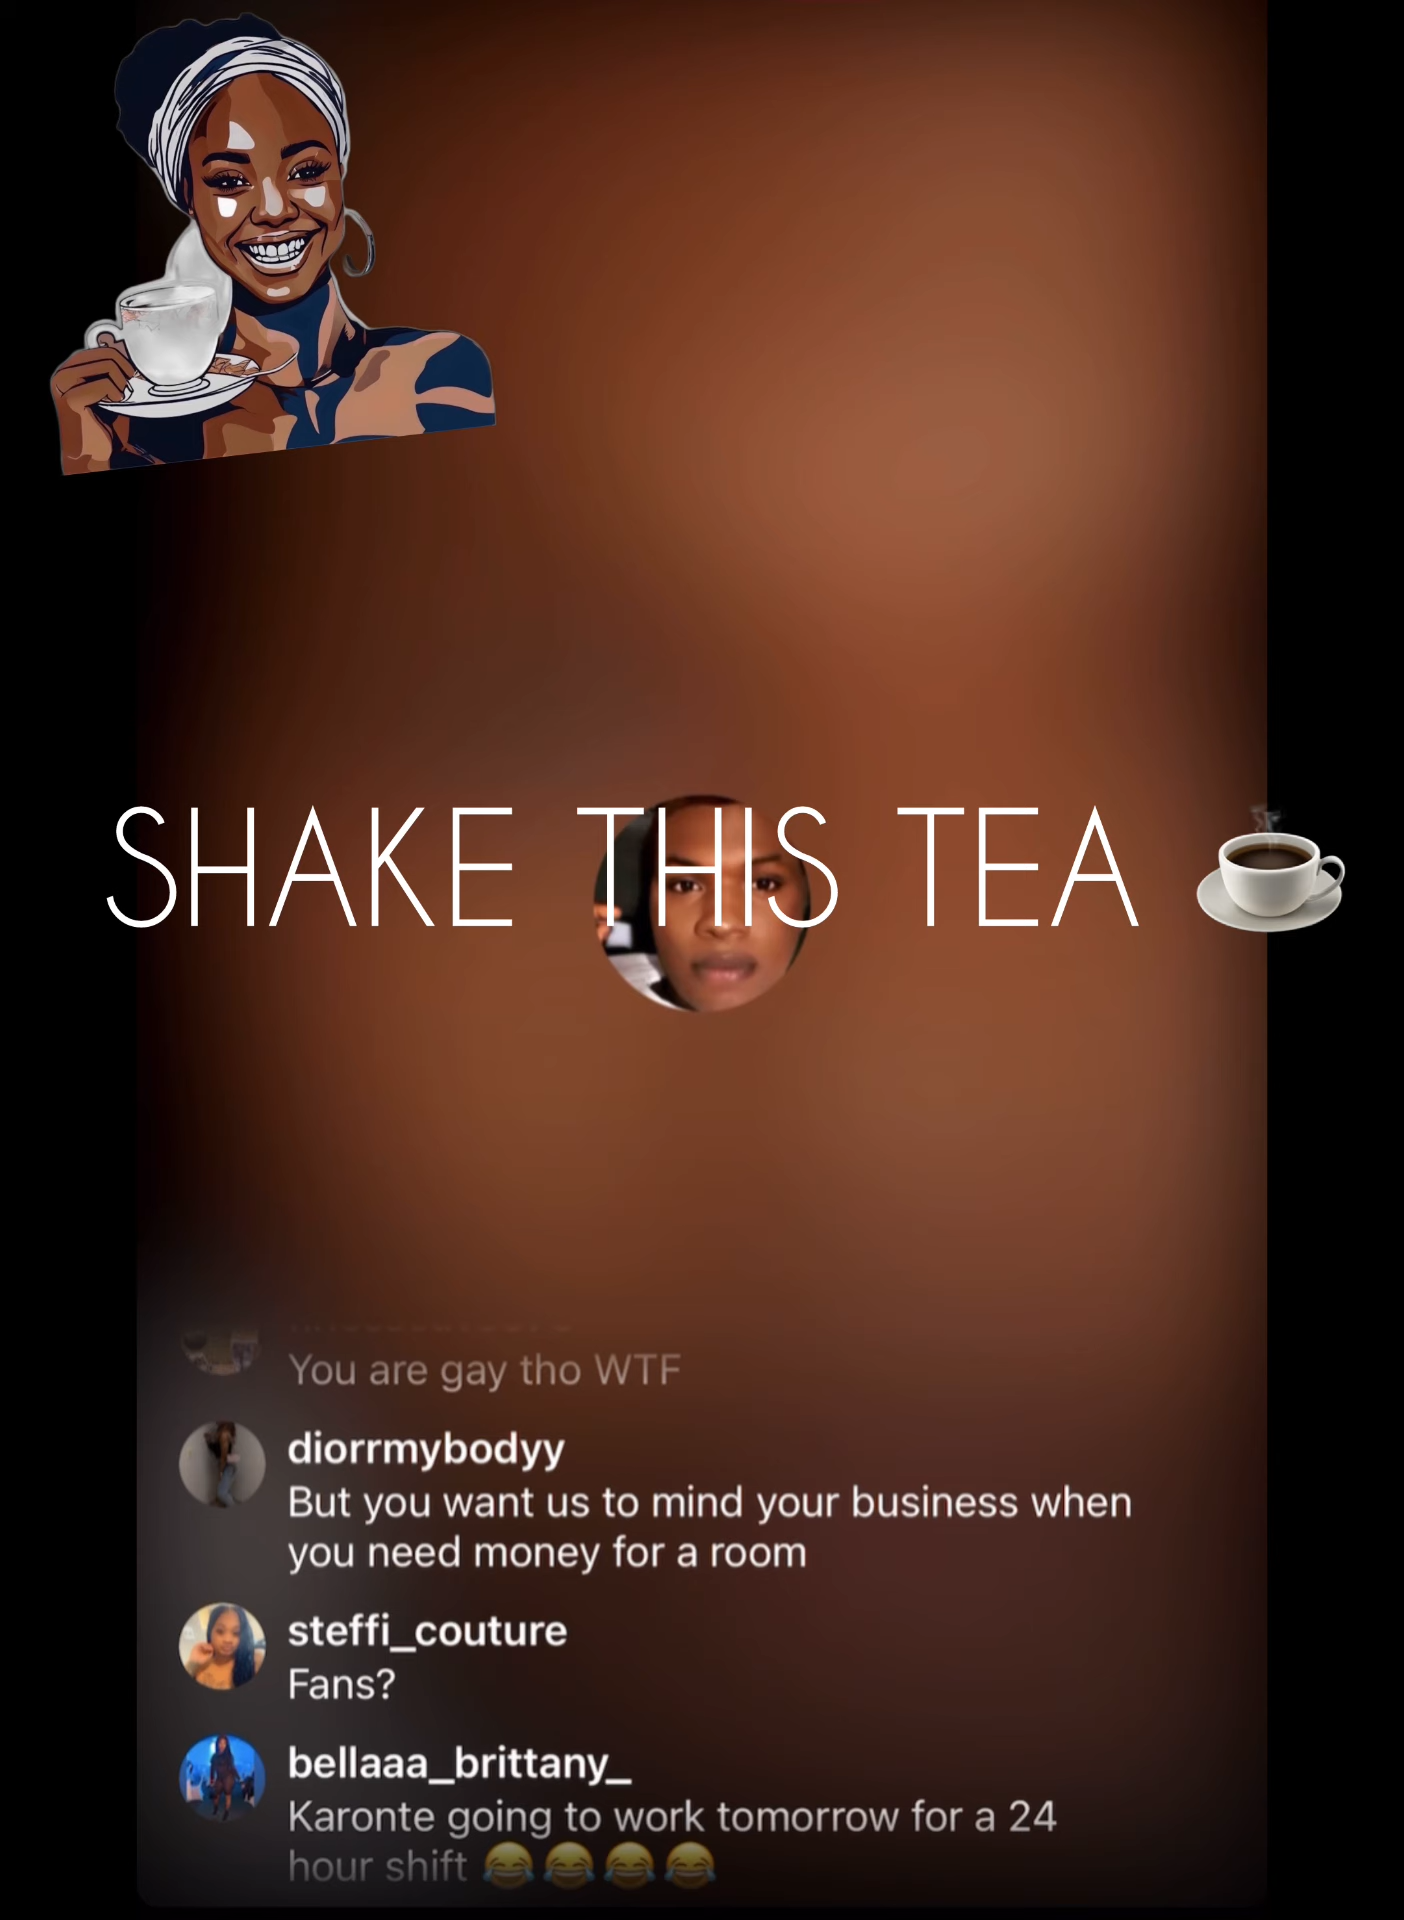 SHAKE THIS TEA ☕
You are gay tho WTF
diorrmybodyy
But you want us to mind your business when
you need money for a room
steffi_couture
Fans?
bellaaa_brittany_
Karonte going to work tomorrow for a 24
hour shift 😂😂😂😂